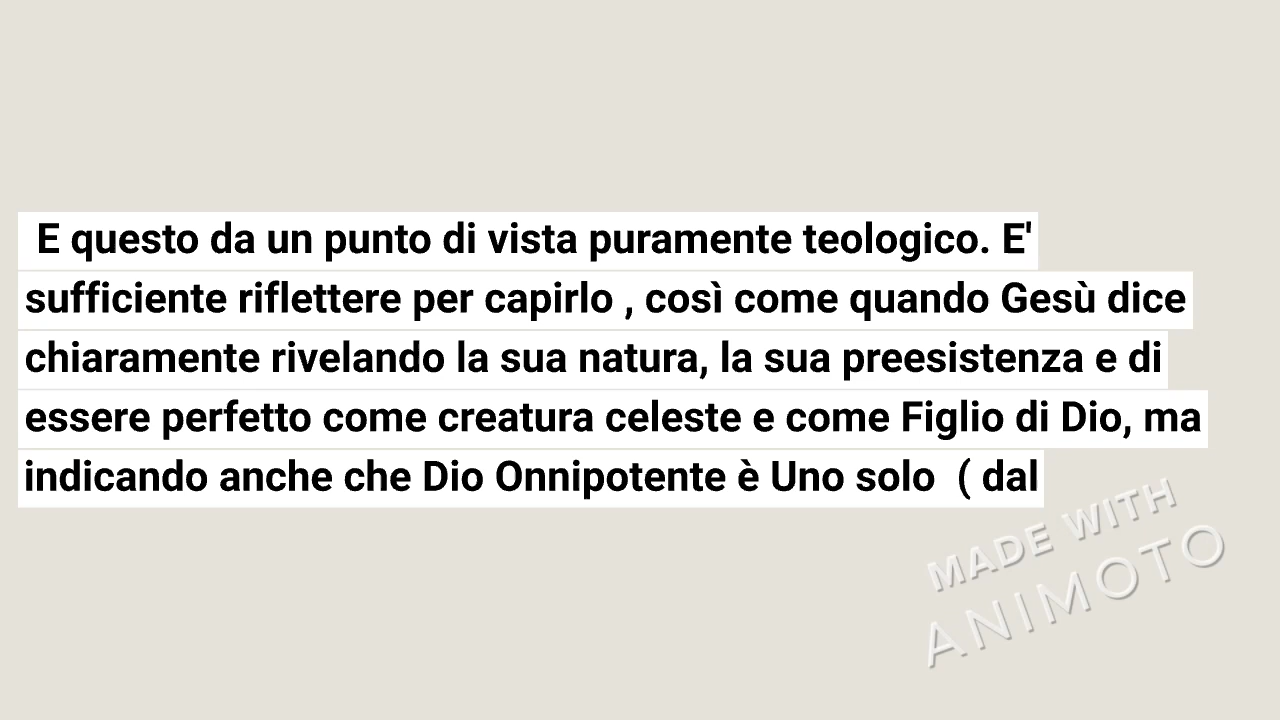 E questo da un punto di vista puramente teologico. E'
sufficiente riflettere per capirlo , così come quando Gesù dice
chiaramente rivelando la sua natura, la sua preesistenza e di
essere perfetto come creatura celeste e come Figlio di Dio, ma
indicando anche che Dio Onnipotente è Uno solo  ( dal
MADE WITH
ANIMOTO